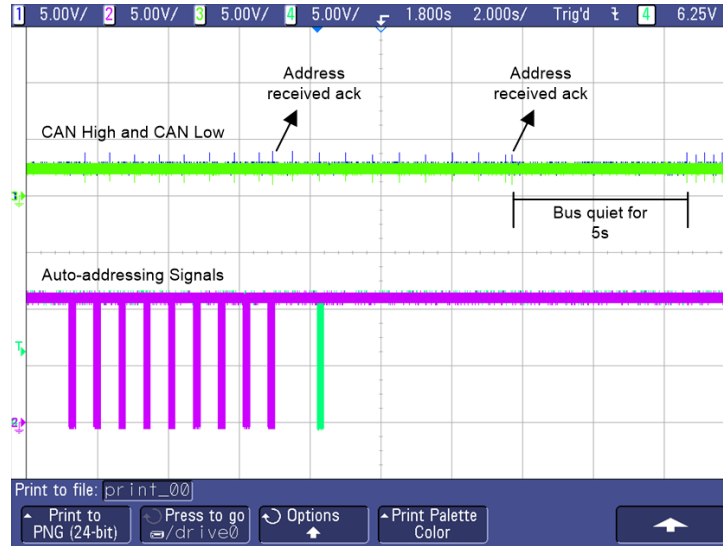 1 5.00V/ 2 5.00V/ 3 5.00V/ 4 5.00V/ 1.800s 2.000s/ Trig'd 4 6.25V
Address
received ack
Address
received ack
CAN High and CAN Low
Bus quiet for
5s
Auto-addressing Signals
T
2
Print to file: print_00
Print to
PNG (24-bit)
Press to go
/drive0
Options
Print Palette
Color